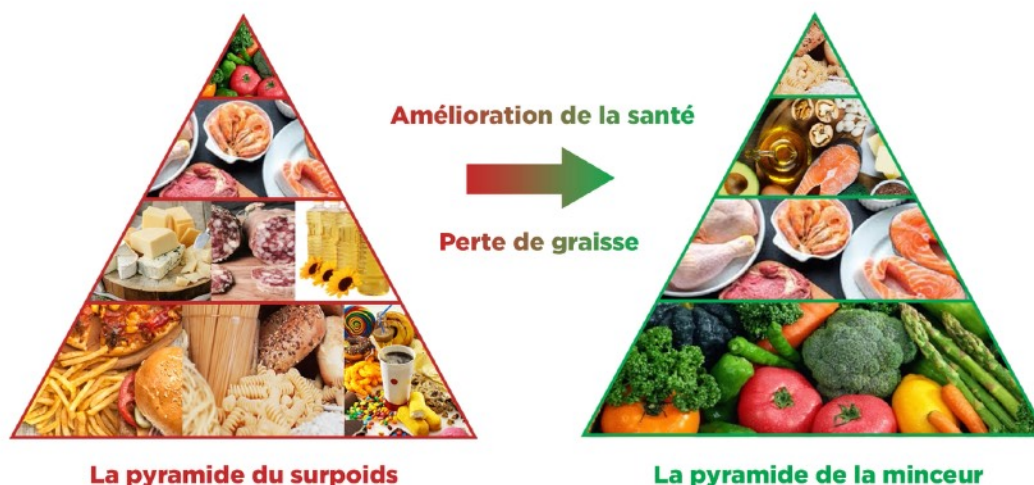 Amélioration de la santé
Perte de graisse
La pyramide du surpoids
La pyramide de la minceur